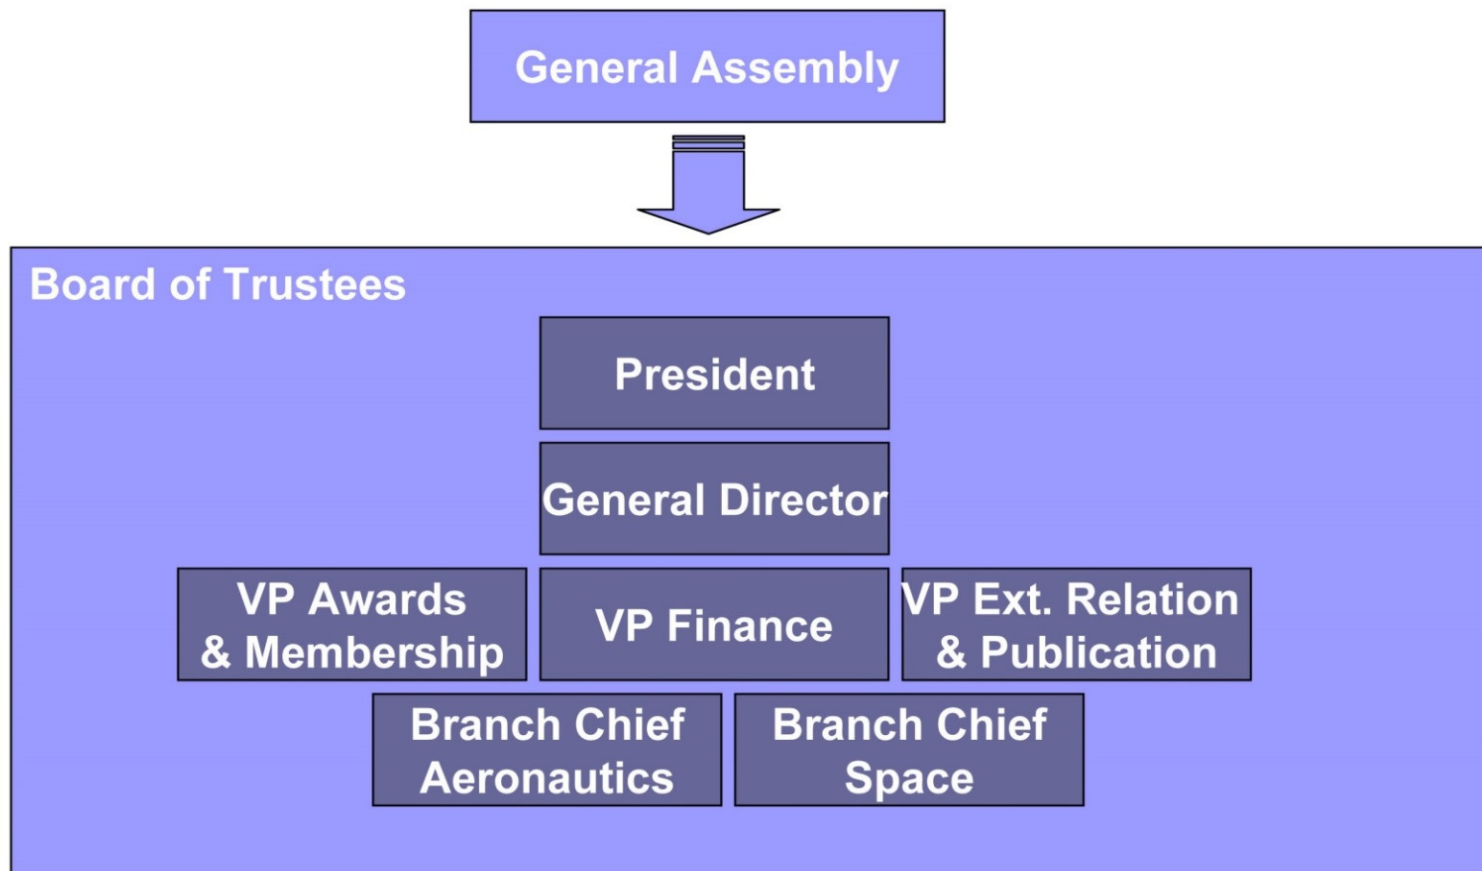 General Assembly
Board of Trustees
President
General Director
VP Awards
& Membership
VP Finance
VP Ext. Relation
& Publication
Branch Chief
Aeronautics
Branch Chief
Space